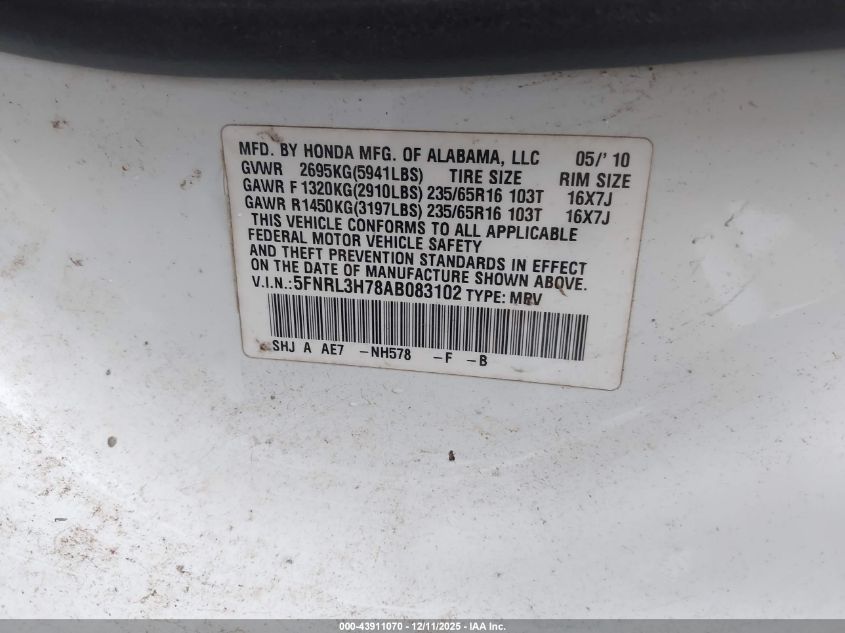 MFD. BY HONDA MFG. OF ALABAMA, LLC 05/' 10
GVWR 2695KG(5941LBS) TIRE SIZE RIM SIZE
GAWR F 1320KG(2910LBS) 235/65R16 103T 16X7J
GAWR R1450KG(3197LBS) 235/65R16 103T 16X7J
THIS VEHICLE CONFORMS TO ALL APPLICABLE
FEDERAL MOTOR VEHICLE SAFETY
AND THEFT PREVENTION STANDARDS IN EFFECT
ON THE DATE OF MANUFACTURE SHOWN ABOVE.
V.I.N.:5FNRL3H78AB083102 TYPE: MPV
SHJ A AE7 -NH578 -F -B
000-43911070 - 12/11/2025 - IAA Inc.